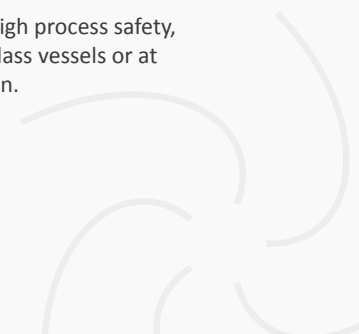 igh process safety,
lass vessels or at
n.